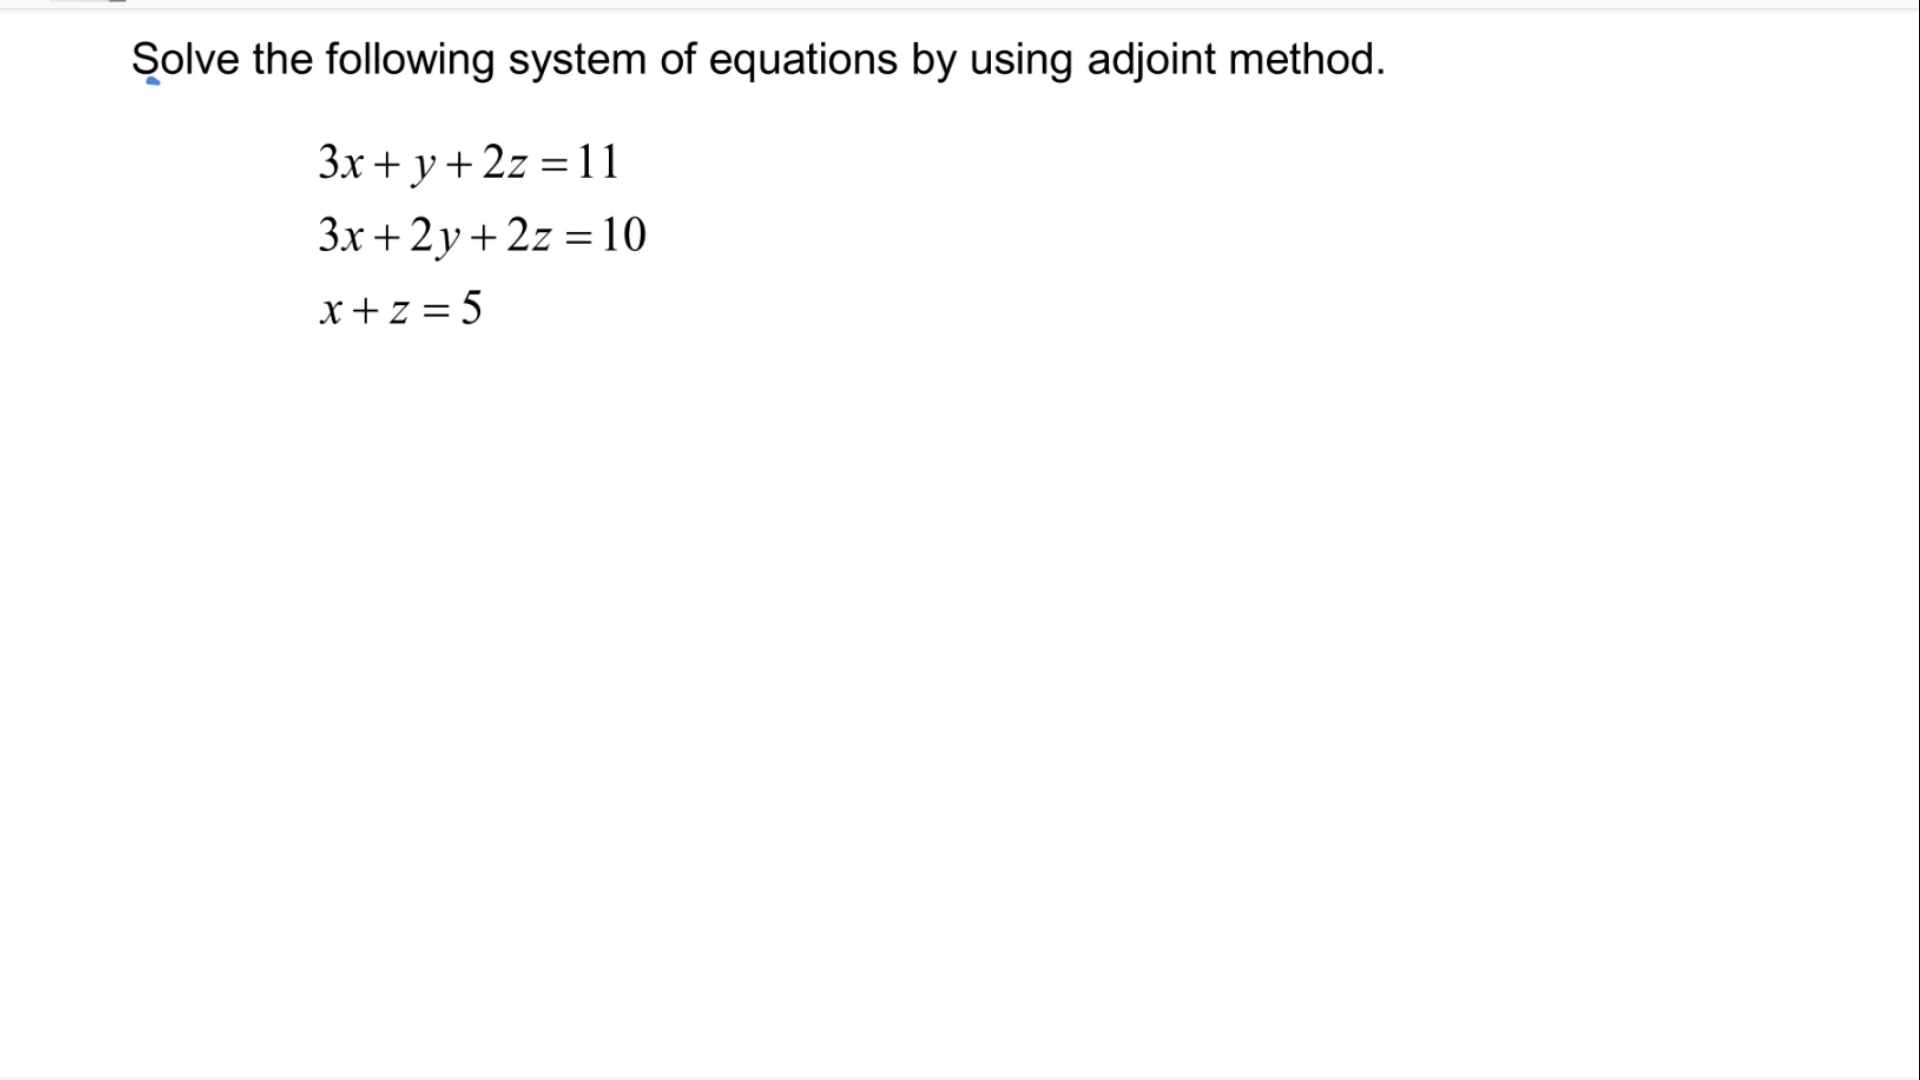 Solve the following system of equations by using adjoint method.
3x + y + 2z = 11
3x + 2y + 2z = 10
x + z = 5